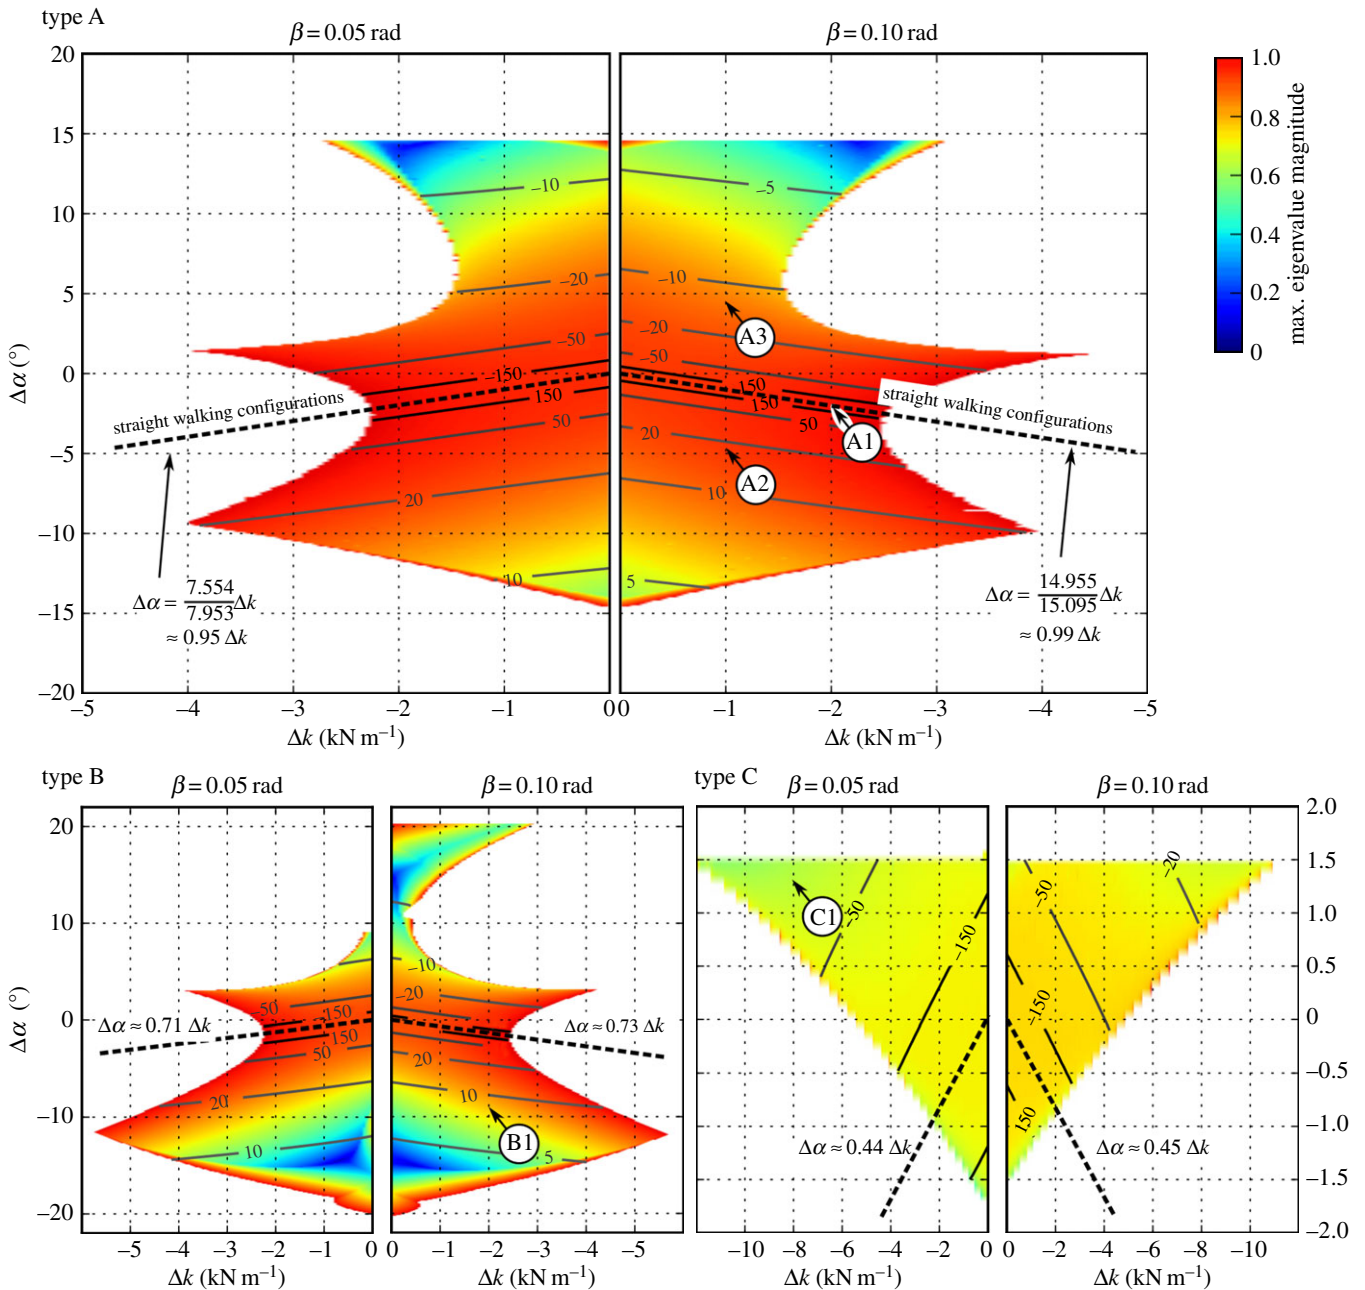 type A
β = 0.05 rad
β = 0.10 rad
20
15
10
5
0
−5
−10
−15
−20
Δα (°)
−10
−20
−50
−150
150
50
20
10
straight walking configurations
Δα = 7.554/7.953 Δk
≈ 0.95 Δk
−5
−10
−20
−50
150
150
50
20
10
5
A3
A1
A2
straight walking configurations
Δα = 14.955/15.095 Δk
≈ 0.99 Δk
−5 −4 −3 −2 −1 0
0 −1 −2 −3 −4 −5
Δk (kN m⁻¹)
Δk (kN m⁻¹)
1.0
0.8
0.6
0.4
0.2
0
max. eigenvalue magnitude
type B
β = 0.05 rad
β = 0.10 rad
20
10
0
−10
−20
Δα (°)
−50
−150
150
50
20
10
Δα ≈ 0.71 Δk
−10
−20
20
10
5
B1
Δα ≈ 0.73 Δk
−5 −4 −3 −2 −1 0
0 −1 −2 −3 −4 −5
Δk (kN m⁻¹)
Δk (kN m⁻¹)
type C
β = 0.05 rad
β = 0.10 rad
C1
−50
−150
Δα ≈ 0.44 Δk
−50
−20
−150
150
Δα ≈ 0.45 Δk
2.0
1.5
1.0
0.5
0
−0.5
−1.0
−1.5
−2.0
−10 −8 −6 −4 −2 0
0 −2 −4 −6 −8 −10
Δk (kN m⁻¹)
Δk (kN m⁻¹)